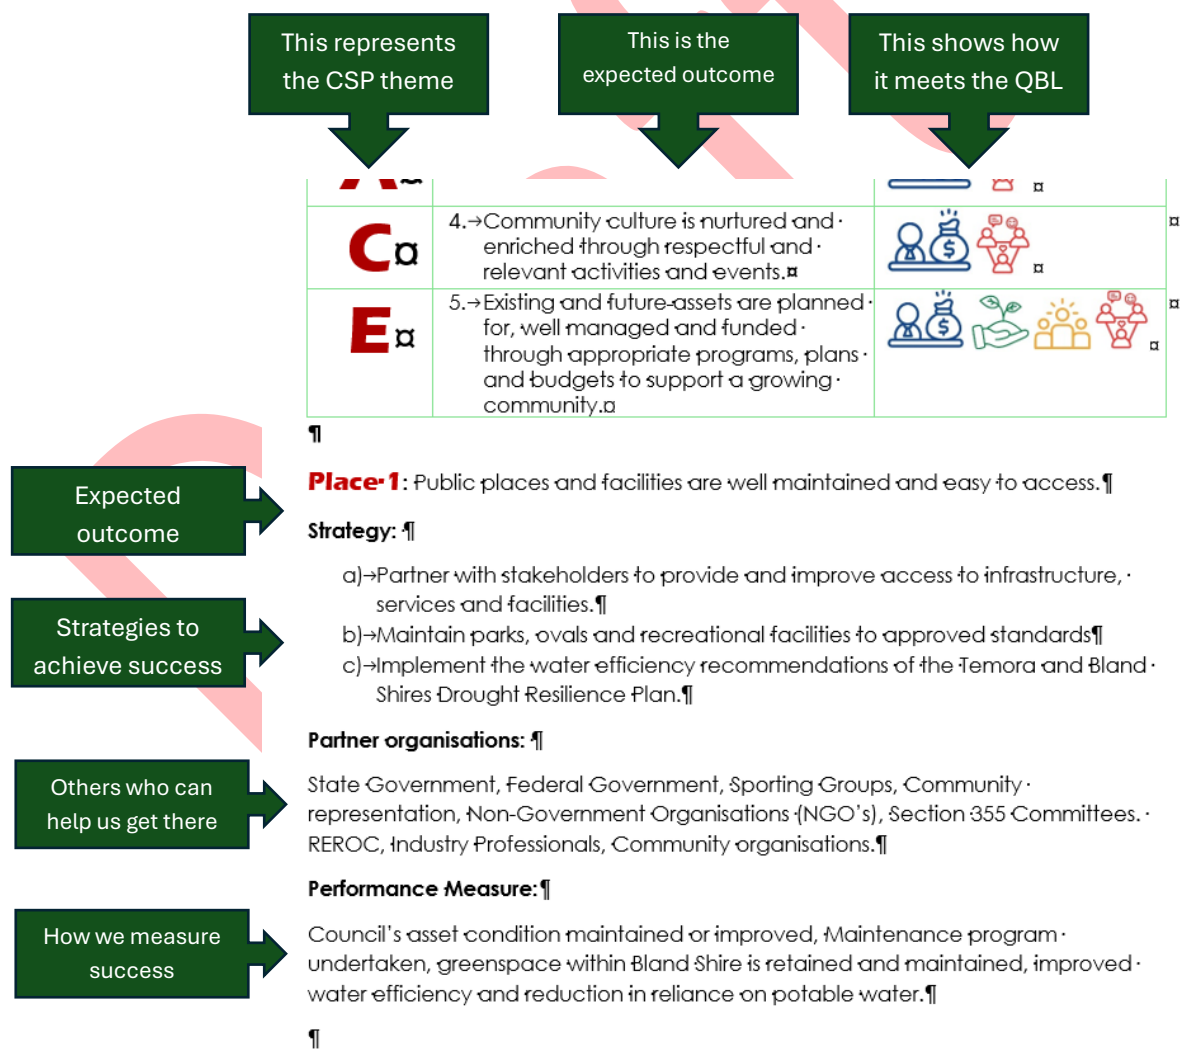 This represents
the CSP theme
This is the
expected outcome
This shows how
it meets the QBL
A¤
¤
C¤
4.→Community·culture·is·nurtured·and·
enriched·through·respectful·and·
relevant·activities·and·events.¤
¤
¤
E¤
5.→Existing·and·future·assets·are·planned·
for,·well·managed·and·funded·
through·appropriate·programs,·plans·
and·budgets·to·support·a·growing·
community.¤
¤
¤
¶
Expected
outcome
Place·1:·Public·places·and·facilities·are·well·maintained·and·easy·to·access.¶
Strategy:·¶
a)→Partner·with·stakeholders·to·provide·and·improve·access·to·infrastructure,·
services·and·facilities.¶
Strategies to
achieve success
b)→Maintain·parks,·ovals·and·recreational·facilities·to·approved·standards¶
c)→Implement·the·water·efficiency·recommendations·of·the·Temora·and·Bland·
Shires·Drought·Resilience·Plan.¶
Partner·organisations:·¶
Others who can
help us get there
State·Government,·Federal·Government,·Sporting·Groups,·Community·
representation,·Non-Government·Organisations·(NGO's),·Section·355·Committees.·
REROC,·Industry·Professionals,·Community·organisations.¶
Performance·Measure:¶
How we measure
success
Council's·asset·condition·maintained·or·improved,·Maintenance·program·
undertaken,·greenspace·within·Bland·Shire·is·retained·and·maintained,·improved·
water·efficiency·and·reduction·in·reliance·on·potable·water.¶
¶